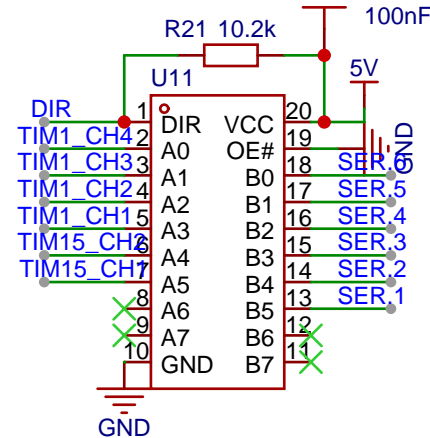 100nF
R21 10.2k
5V
U11
DIR 1 DIR VCC 20
TIM1_CH4 2 A0 OE# 19 GND
TIM1_CH3 3 A1 B0 18 SER.6
TIM1_CH2 4 A2 B1 17 SER.5
TIM1_CH1 5 A3 B2 16 SER.4
TIM15_CH2 6 A4 B3 15 SER.3
TIM15_CH1 7 A5 B4 14 SER.2
8 A6 B5 13 SER.1
9 A7 B6 12
10 GND B7 11
GND